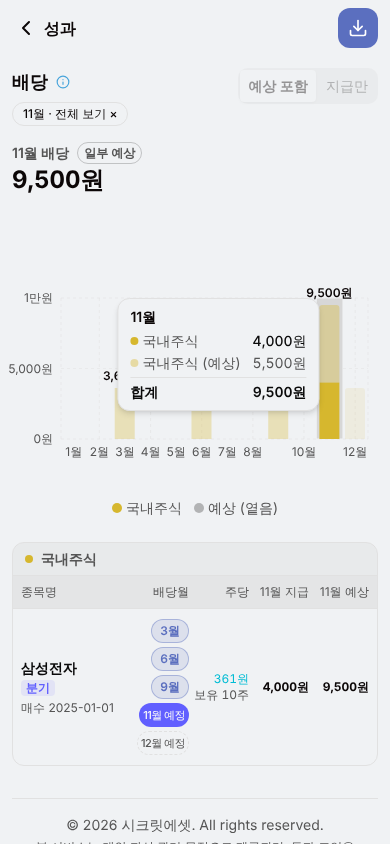 성과
배당
예상 포함 지급만
11월 · 전체 보기 ×
11월 배당 일부 예상
9,500원
9,500원
1만원
11월
국내주식 4,000원
국내주식 (예상) 5,500원
합계 9,500원
5,000원
0원
1월 2월 3월 4월 5월 6월 7월 8월 10월 12월
국내주식 예상 (옅음)
국내주식
종목명 배당월 주당 11월 지급 11월 예상
삼성전자
분기
매수 2025-01-01
3월
6월
9월
11월 예정
12월 예정
361원
보유 10주
4,000원 9,500원
© 2026 시크릿에셋. All rights reserved.